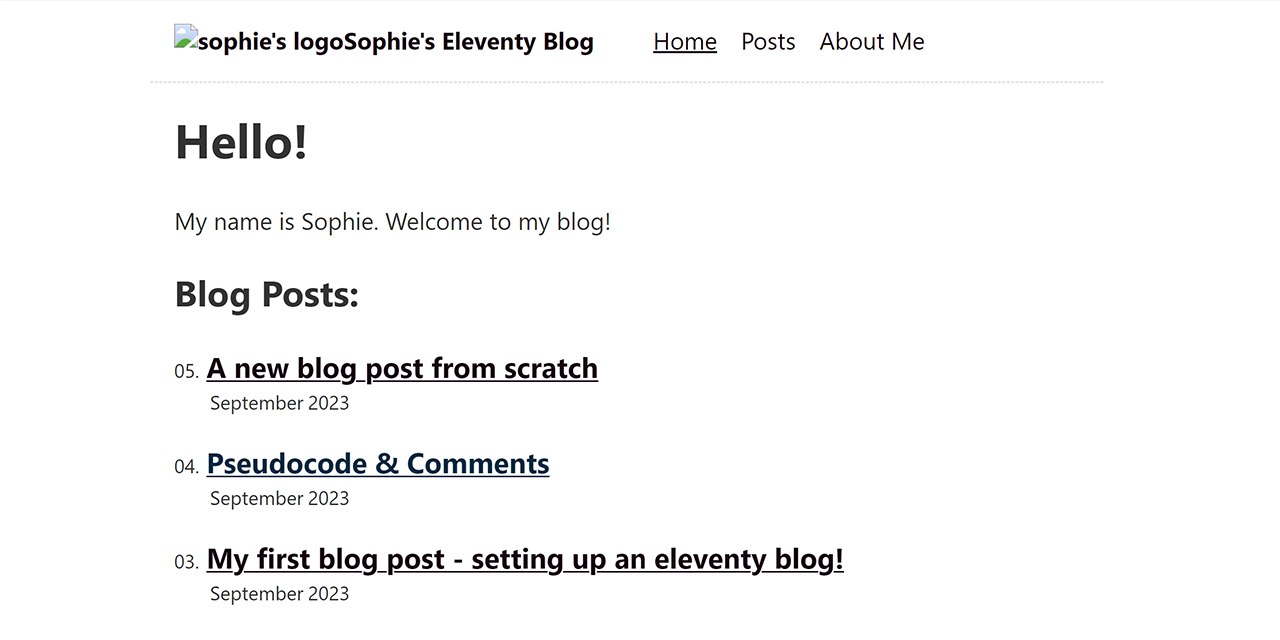 sophie's logoSophie's Eleventy Blog Home Posts About Me
Hello!
My name is Sophie. Welcome to my blog!
Blog Posts:
05. A new blog post from scratch
September 2023
04. Pseudocode & Comments
September 2023
03. My first blog post - setting up an eleventy blog!
September 2023